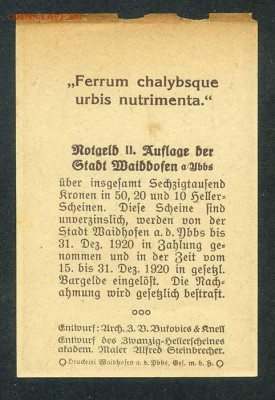 „Ferrum chalybsque
urbis nutrimenta.“
Notgeld II. Auflage der
Stadt Waidhofen a Ybbs
über insgesamt Sechzigtausend
Kronen in 50, 20 und 10 Heller-
Scheinen. Diese Scheine sind
unverzinslich, werden von der
Stadt Waidhofen a. d. Ybbs bis
31. Dez. 1920 in Zahlung ge-
nommen und in der Zeit vom
15. bis 31. Dez. 1920 in gesetzl.
Bargelde eingelöst. Die Nach-
ahmung wird gesetzlich bestraft.
Entwurf: Arch. J. V. Bukovics & Knell
Entwurf des Zwanzig-Hellerscheines
akadem. Maler Alfred Steinbrecher.
Druckerei Waidhofen a. d. Ybbs, Ges. m. b. H.